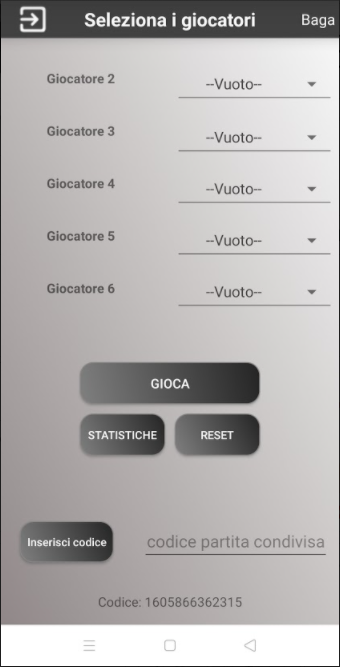 Seleziona i giocatori Baga
Giocatore 2 --Vuoto--
Giocatore 3 --Vuoto--
Giocatore 4 --Vuoto--
Giocatore 5 --Vuoto--
Giocatore 6 --Vuoto--
GIOCA
STATISTICHE RESET
Inserisci codice codice partita condivisa
Codice: 1605866362315